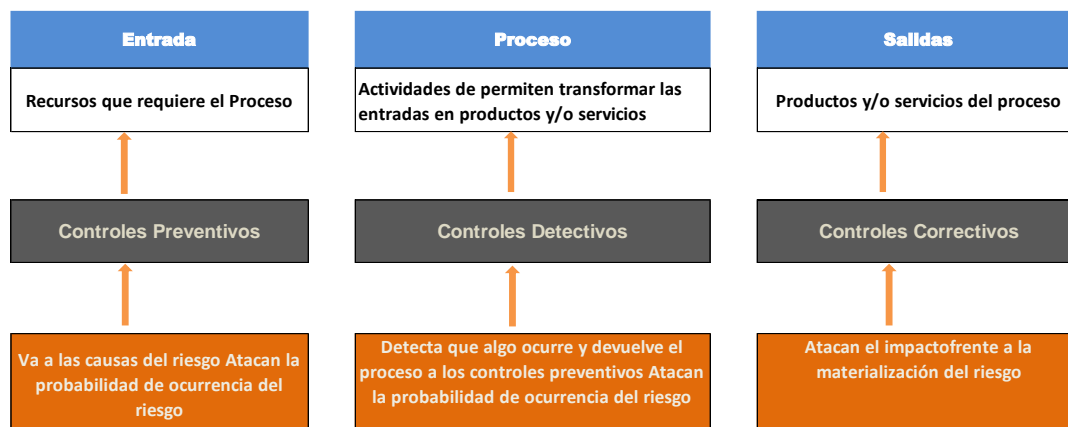 Entrada
Recursos que requiere el Proceso
Controles Preventivos
Va a las causas del riesgo Atacan la
probabilidad de ocurrencia del
riesgo
Proceso
Actividades de permiten transformar las
entradas en productos y/o servicios
Controles Detectivos
Detecta que algo ocurre y devuelve el
proceso a los controles preventivos Atacan
la probabilidad de ocurrencia del riesgo
Salidas
Productos y/o servicios del proceso
Controles Correctivos
Atacan el impactofrente a la
materialización del riesgo